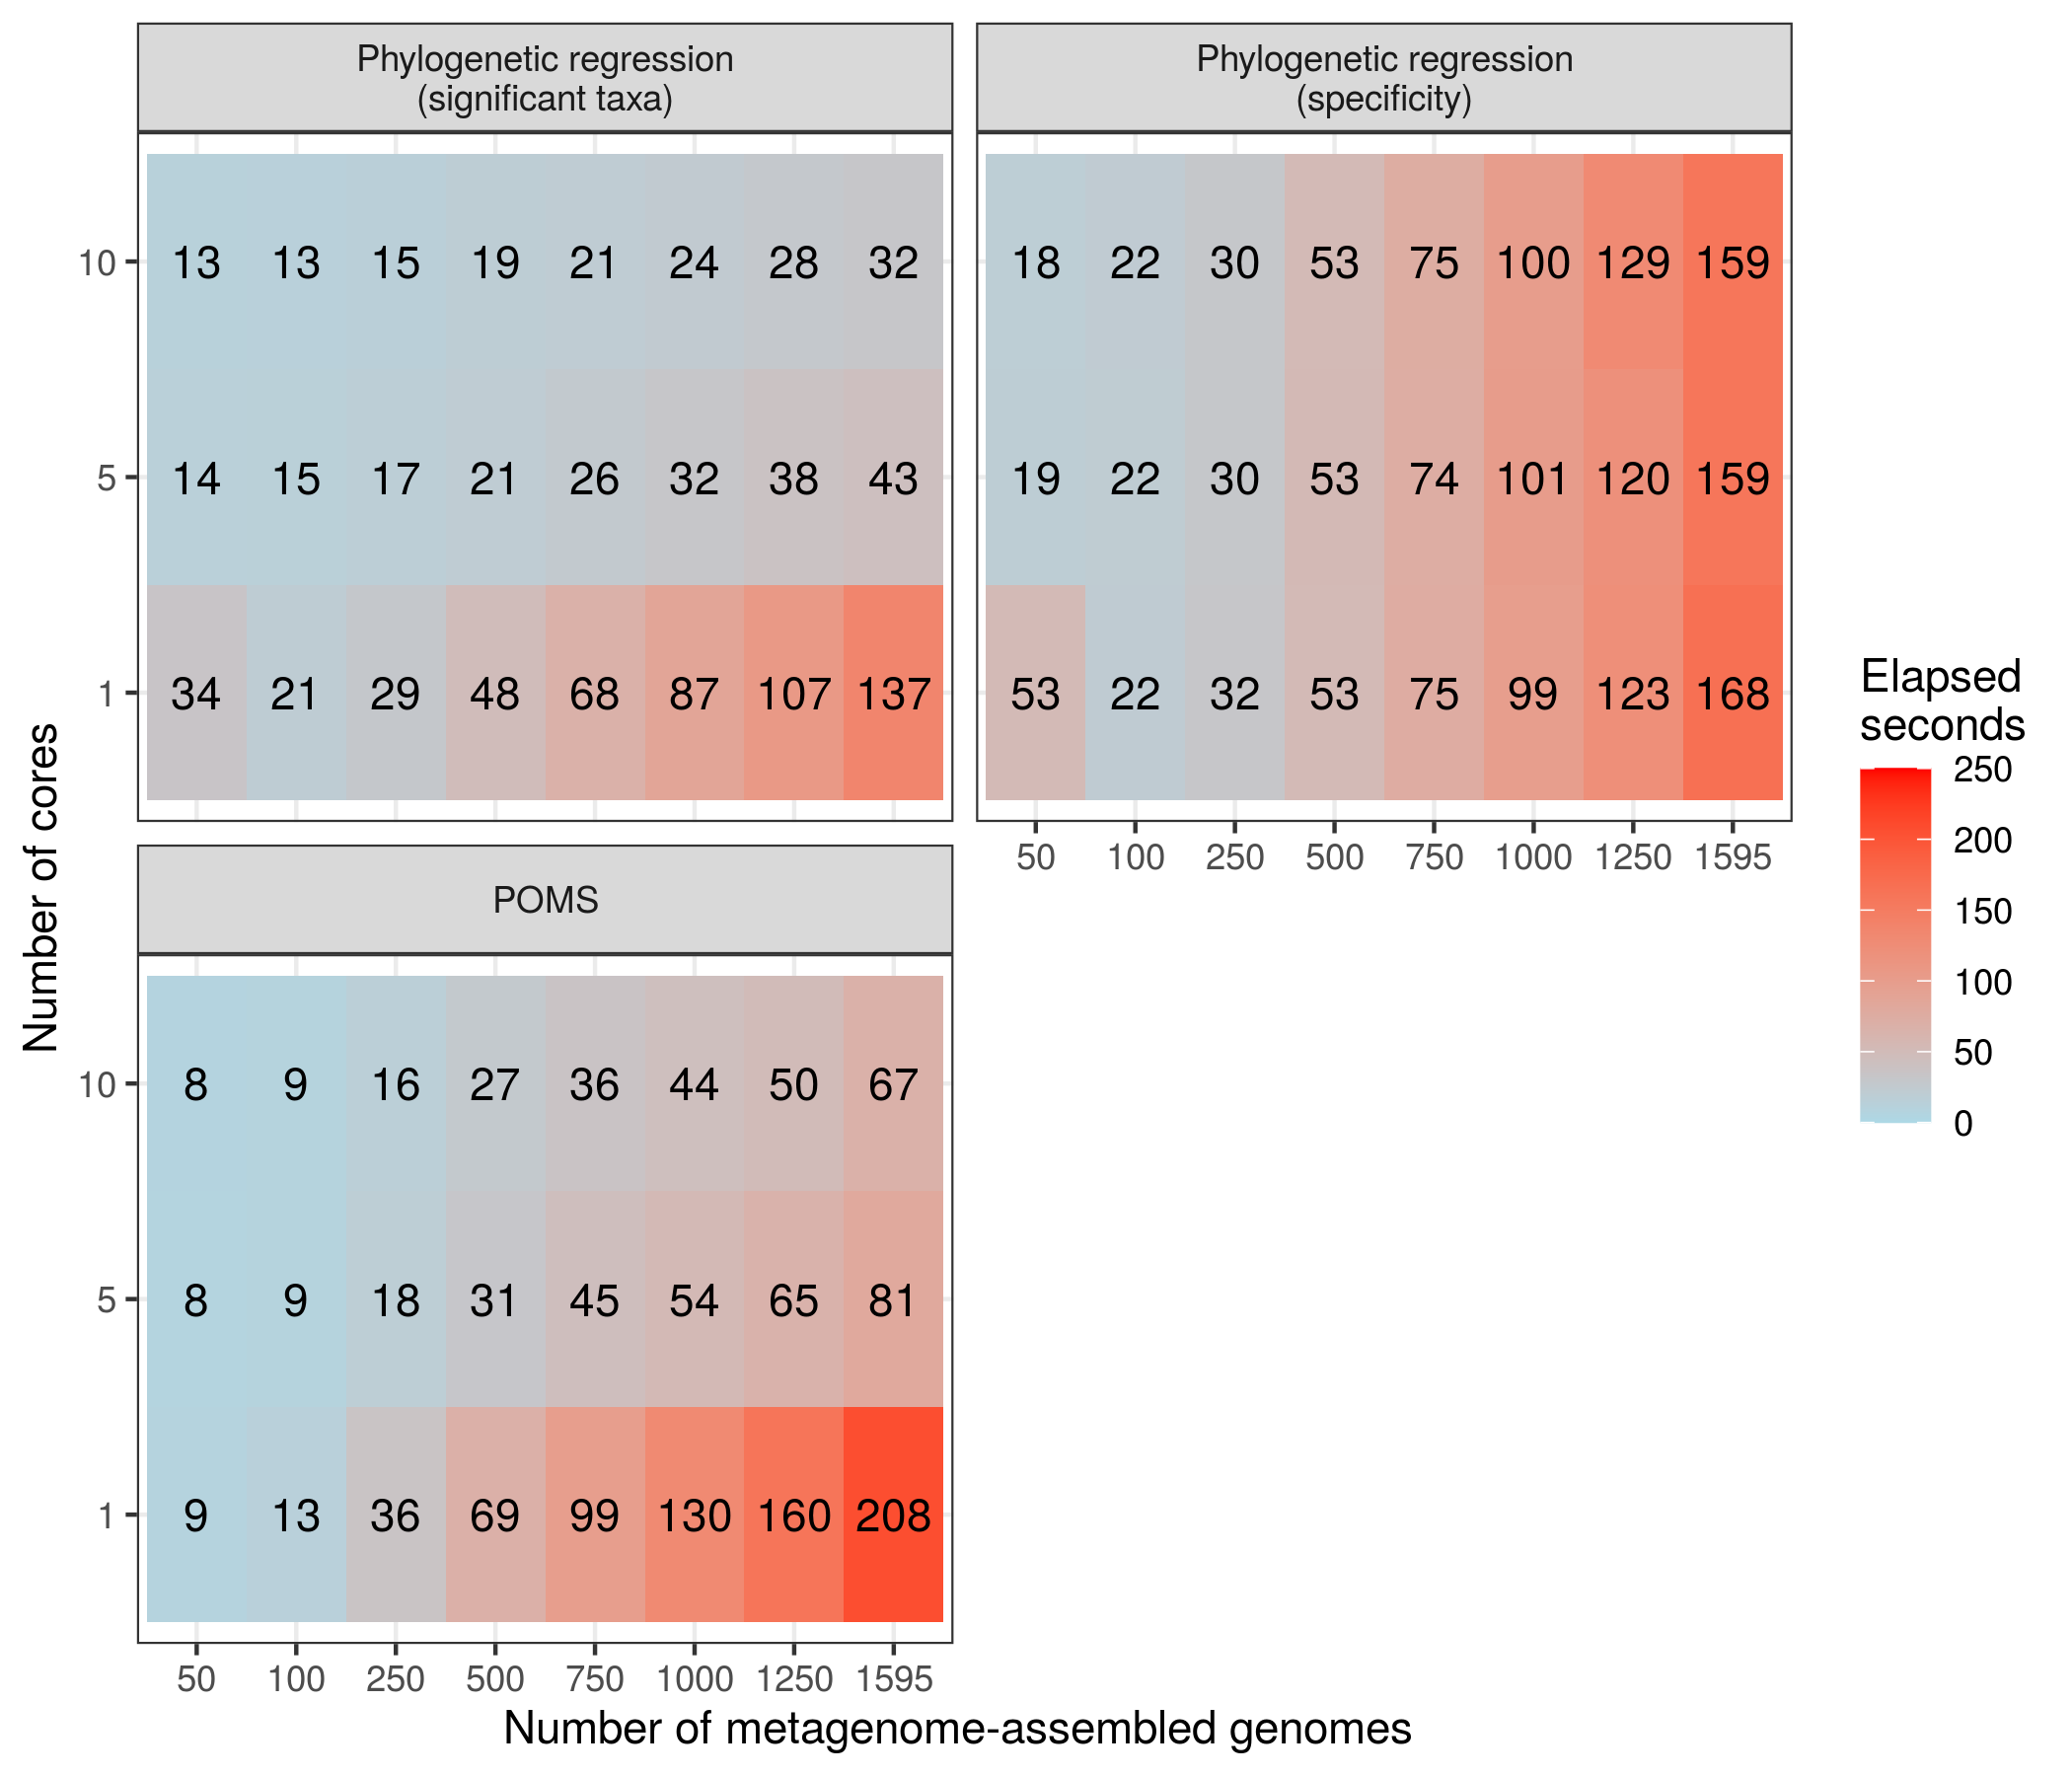 Phylogenetic regression
(significant taxa)
Phylogenetic regression
(specificity)
10
13 13 15 19 21 24 28 32
18 22 30 53 75 100 129 159
5
14 15 17 21 26 32 38 43
19 22 30 53 74 101 120 159
1
34 21 29 48 68 87 107 137
53 22 32 53 75 99 123 168
50 100 250 500 750 1000 1250 1595
Number of cores
POMS
10
8 9 16 27 36 44 50 67
5
8 9 18 31 45 54 65 81
1
9 13 36 69 99 130 160 208
50 100 250 500 750 1000 1250 1595
Number of metagenome-assembled genomes
Elapsed
seconds
250
200
150
100
50
0